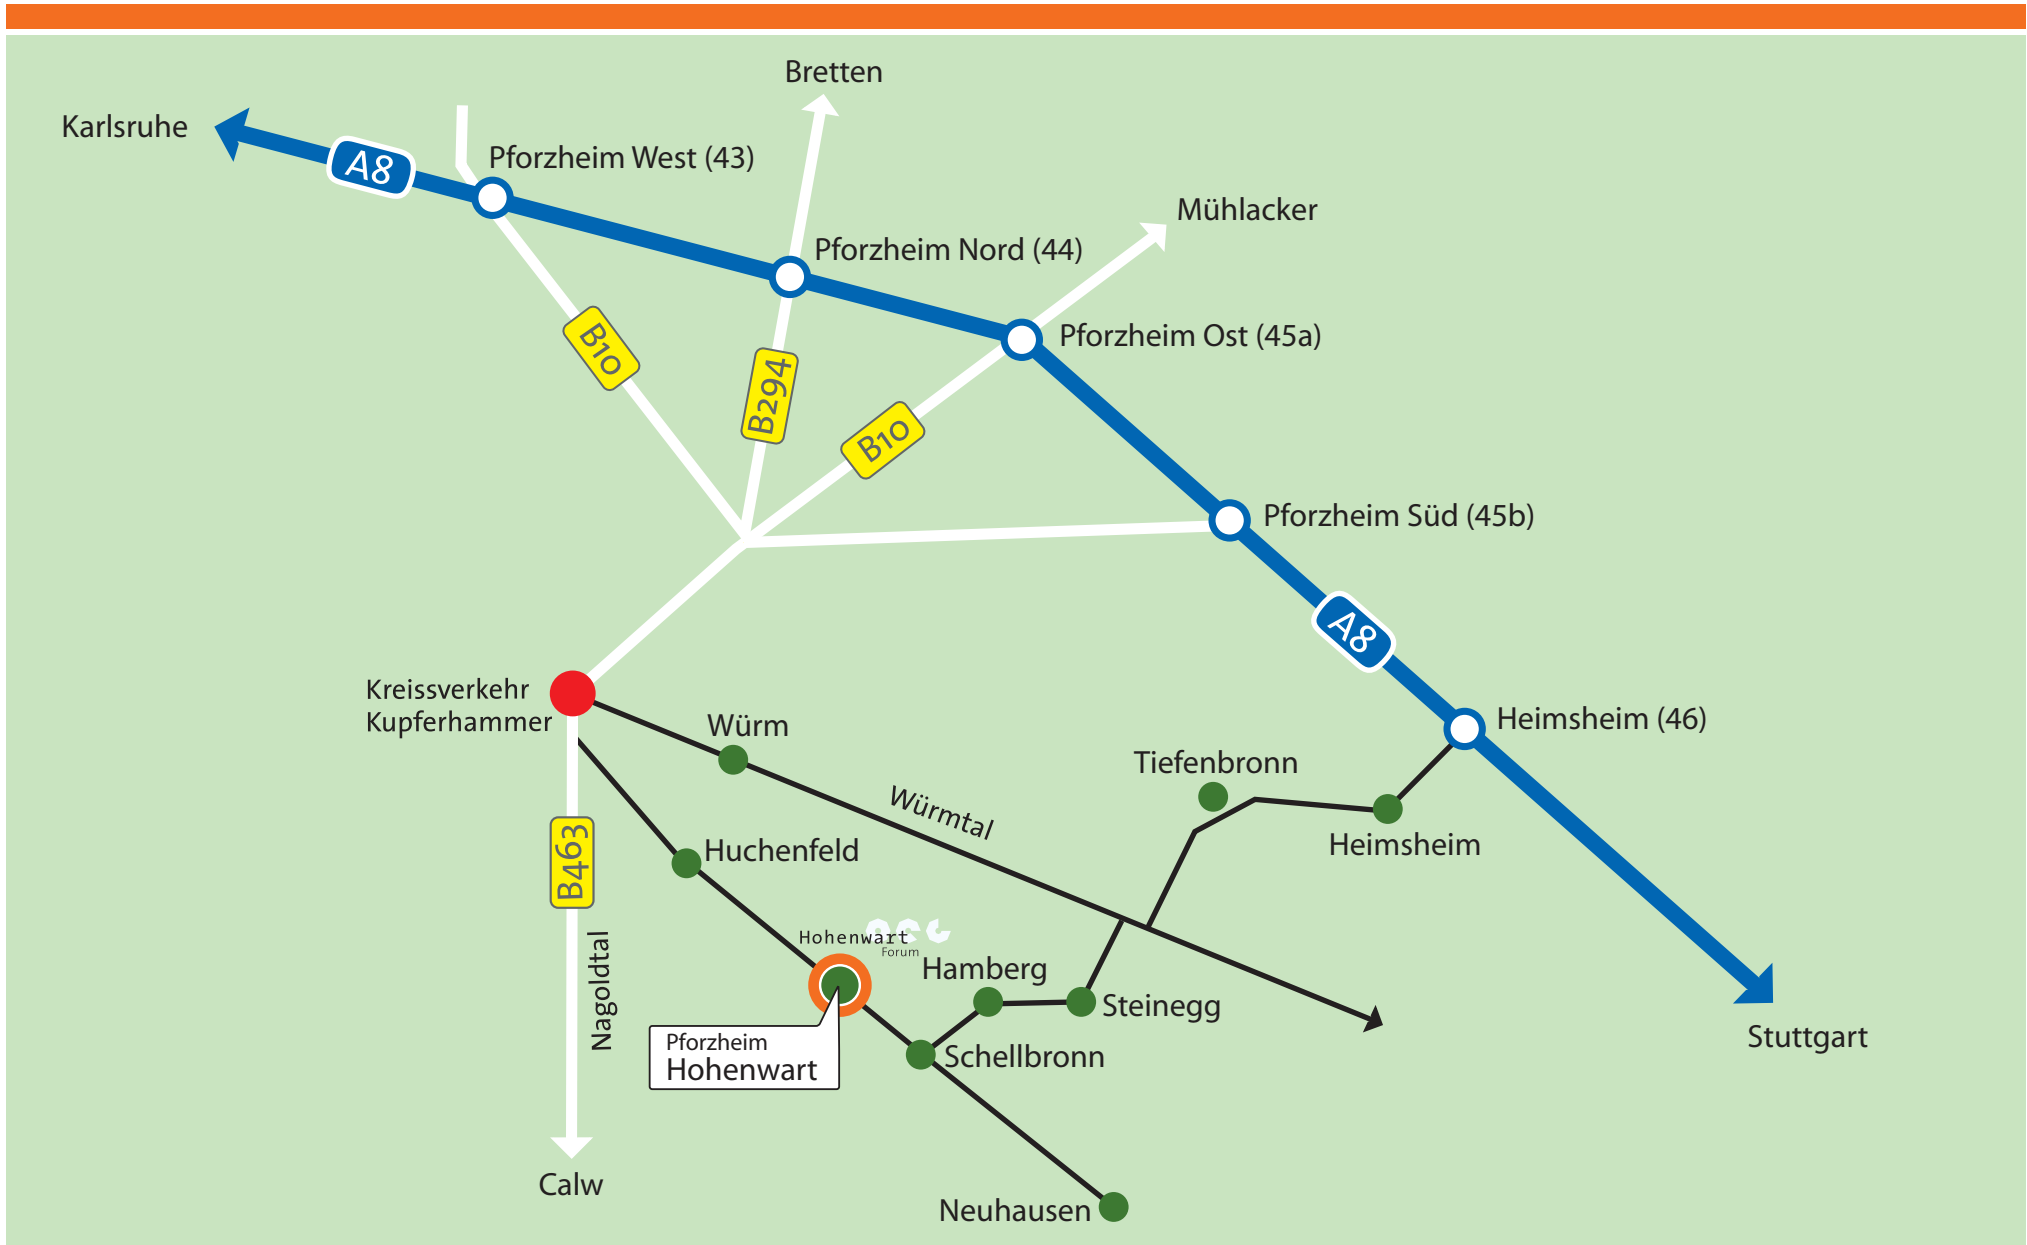 Bretten
Karlsruhe
A8
Pforzheim West (43)
Mühlacker
Pforzheim Nord (44)
Pforzheim Ost (45a)
B10
B294
B10
Pforzheim Süd (45b)
A8
Kreissverkehr
Kupferhammer
Würm
Heimsheim (46)
Tiefenbronn
Würmtal
Heimsheim
Huchenfeld
B463
Nagoldtal
Hohenwart
Forum
Hamberg
Steinegg
Pforzheim
Hohenwart
Schellbronn
Stuttgart
Calw
Neuhausen